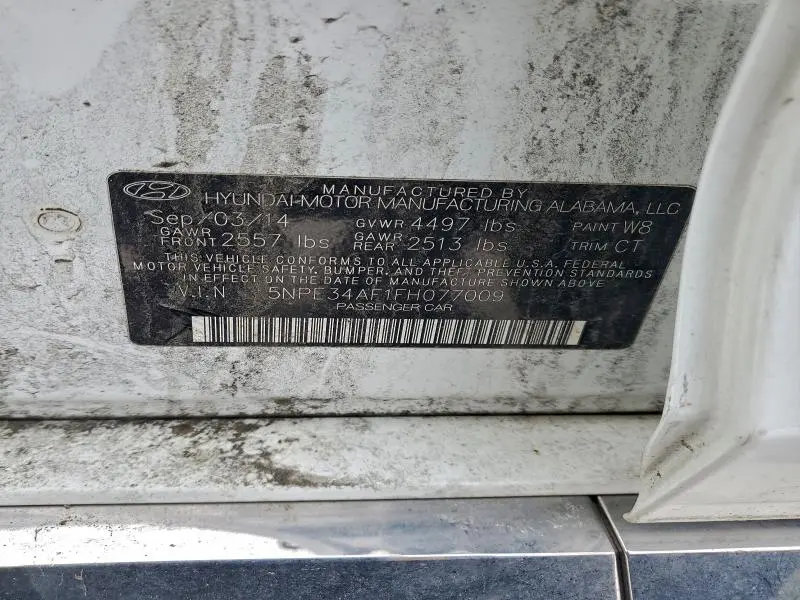 MANUFACTURED BY
HYUNDAI MOTOR MANUFACTURING ALABAMA, LLC
Sep/03/14 GVWR 4497 lbs PAINT W8
GAWR FRONT 2557 lbs GAWR REAR 2513 lbs TRIM CT
THIS VEHICLE CONFORMS TO ALL APPLICABLE U.S.A. FEDERAL
MOTOR VEHICLE SAFETY, BUMPER, AND THEFT PREVENTION STANDARDS
IN EFFECT ON THE DATE OF MANUFACTURE SHOWN ABOVE.
V.I.N 5NPE34AF1FH077009
PASSENGER CAR